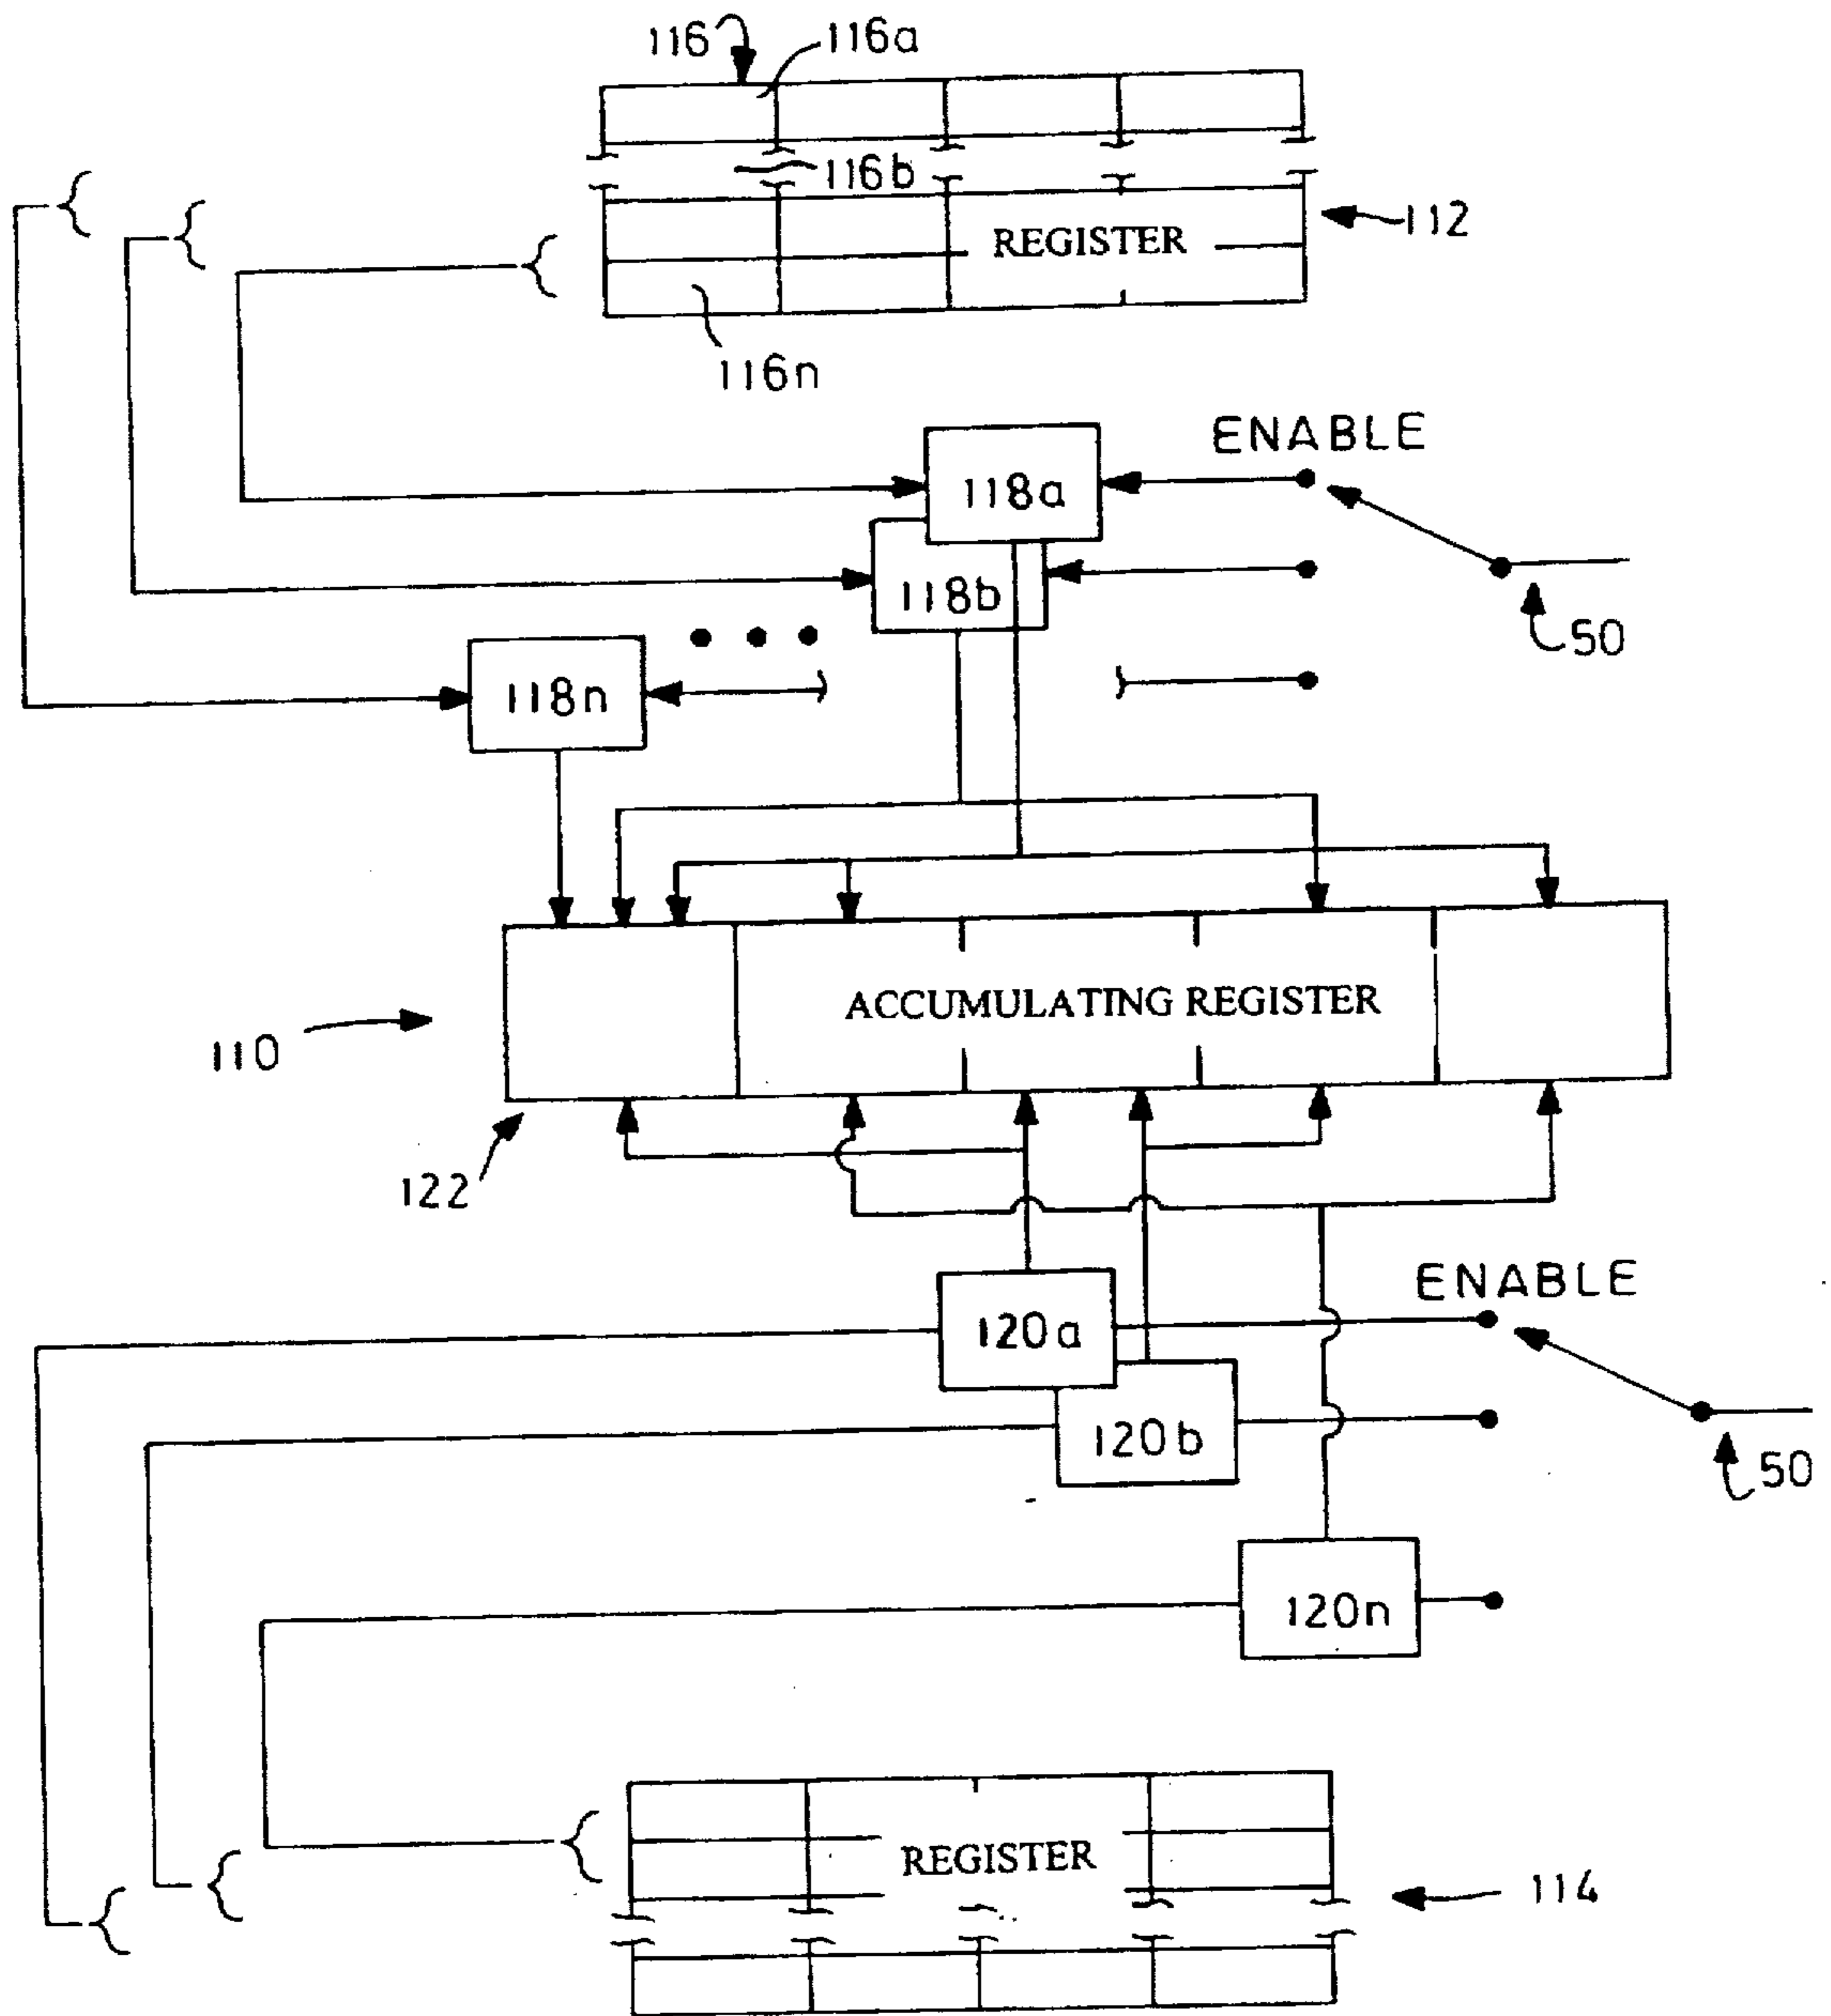 116
116a
116b
112
REGISTER
116n
ENABLE
118a
118b
50
118n
ACCUMULATING REGISTER
110
122
ENABLE
120a
120b
50
120n
REGISTER
114